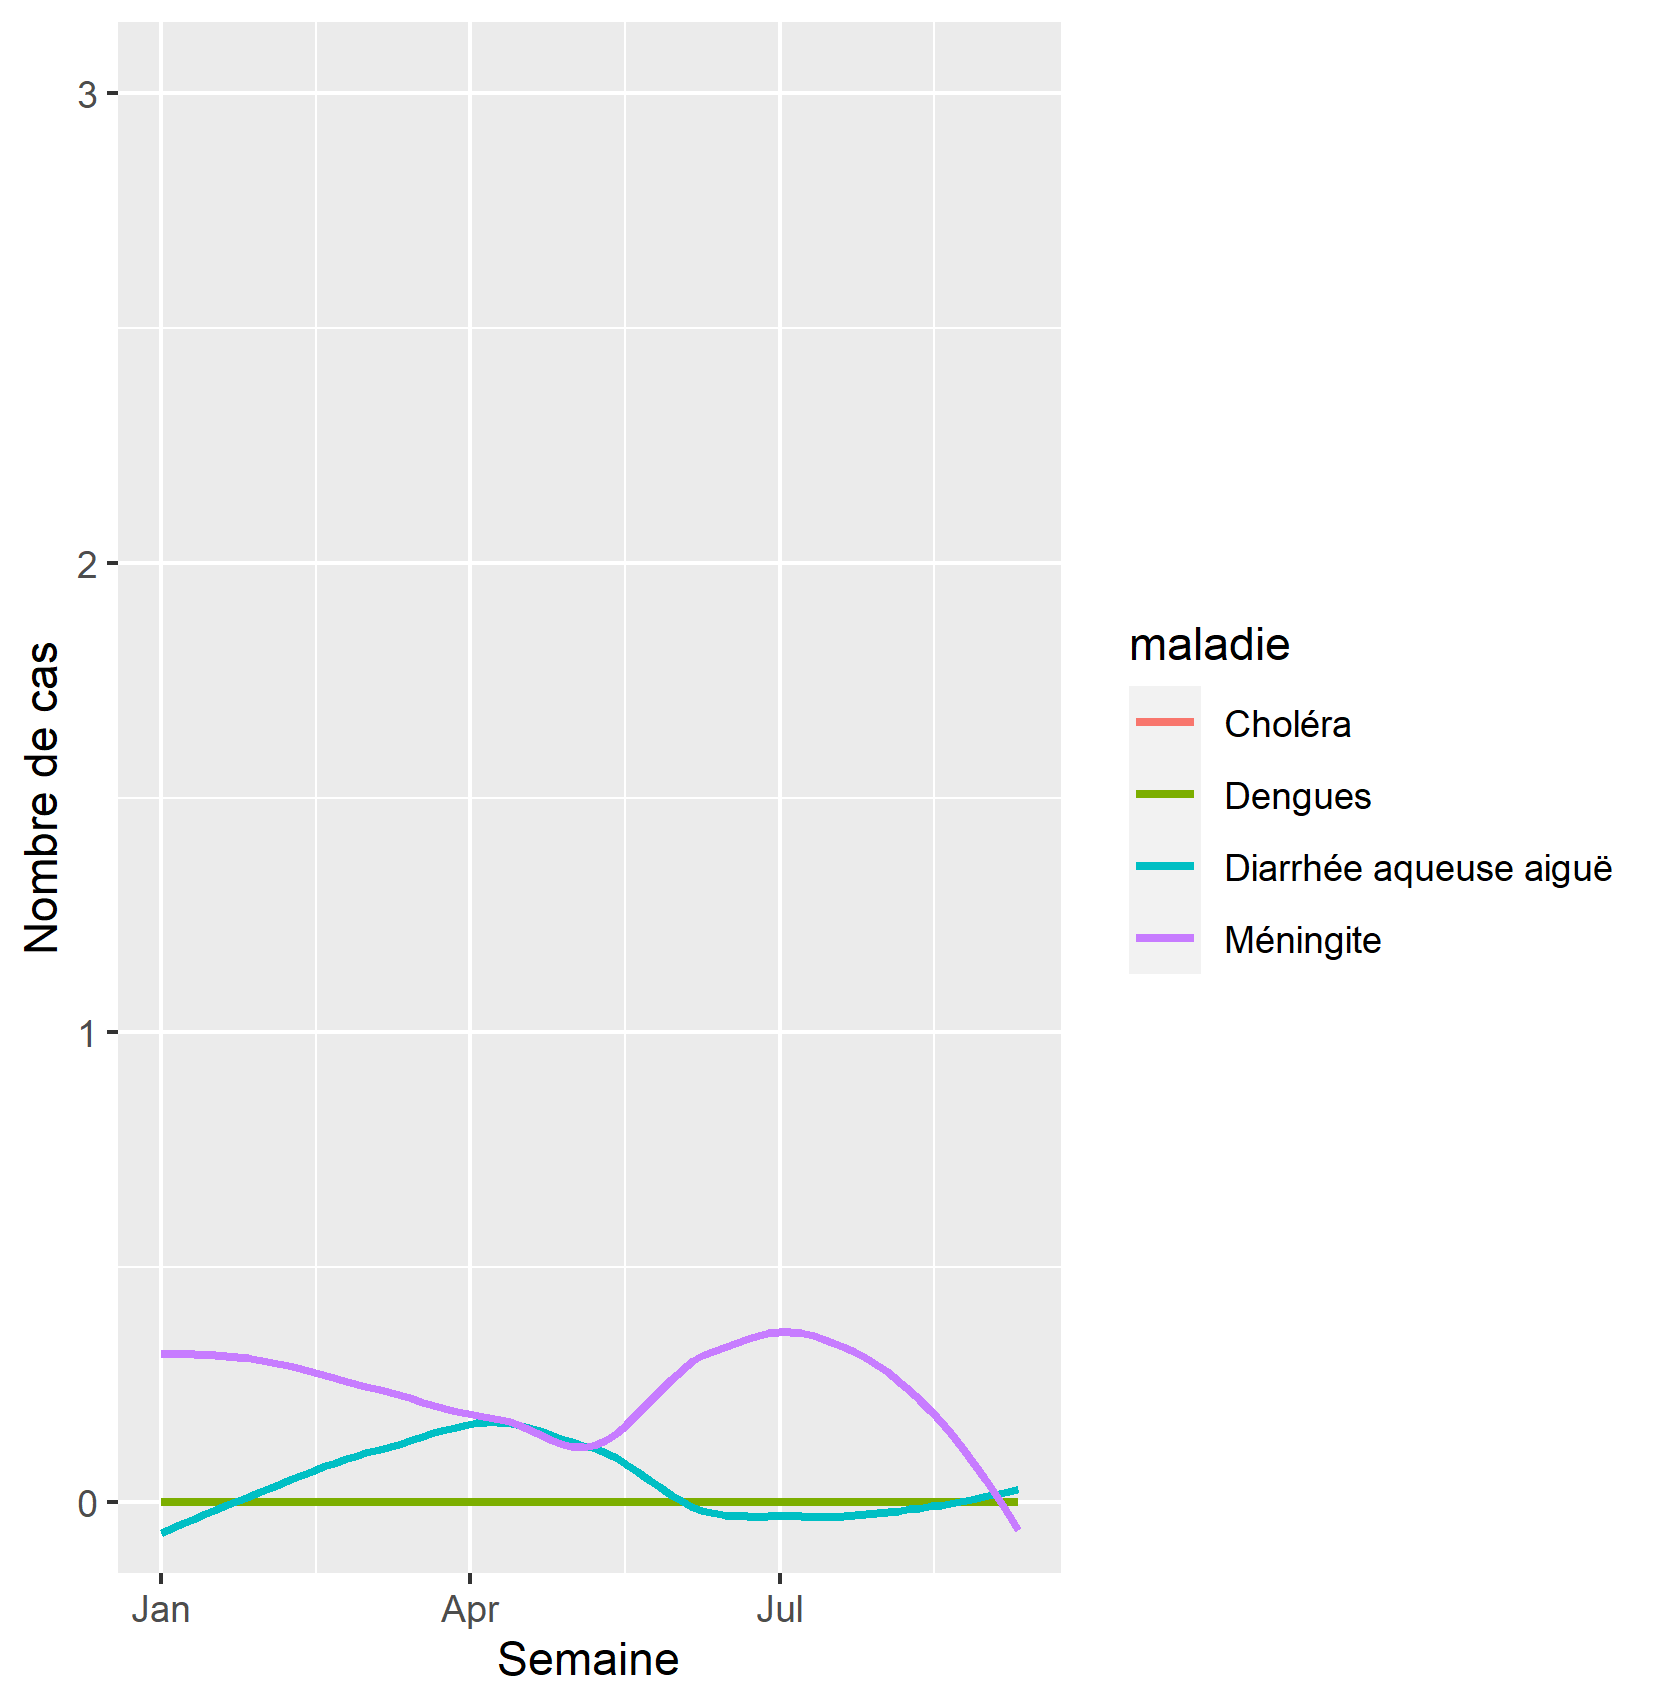 3
2
1
0
Nombre de cas
Jan
Apr
Jul
Semaine
maladie
Choléra
Dengues
Diarrhée aqueuse aiguë
Méningite